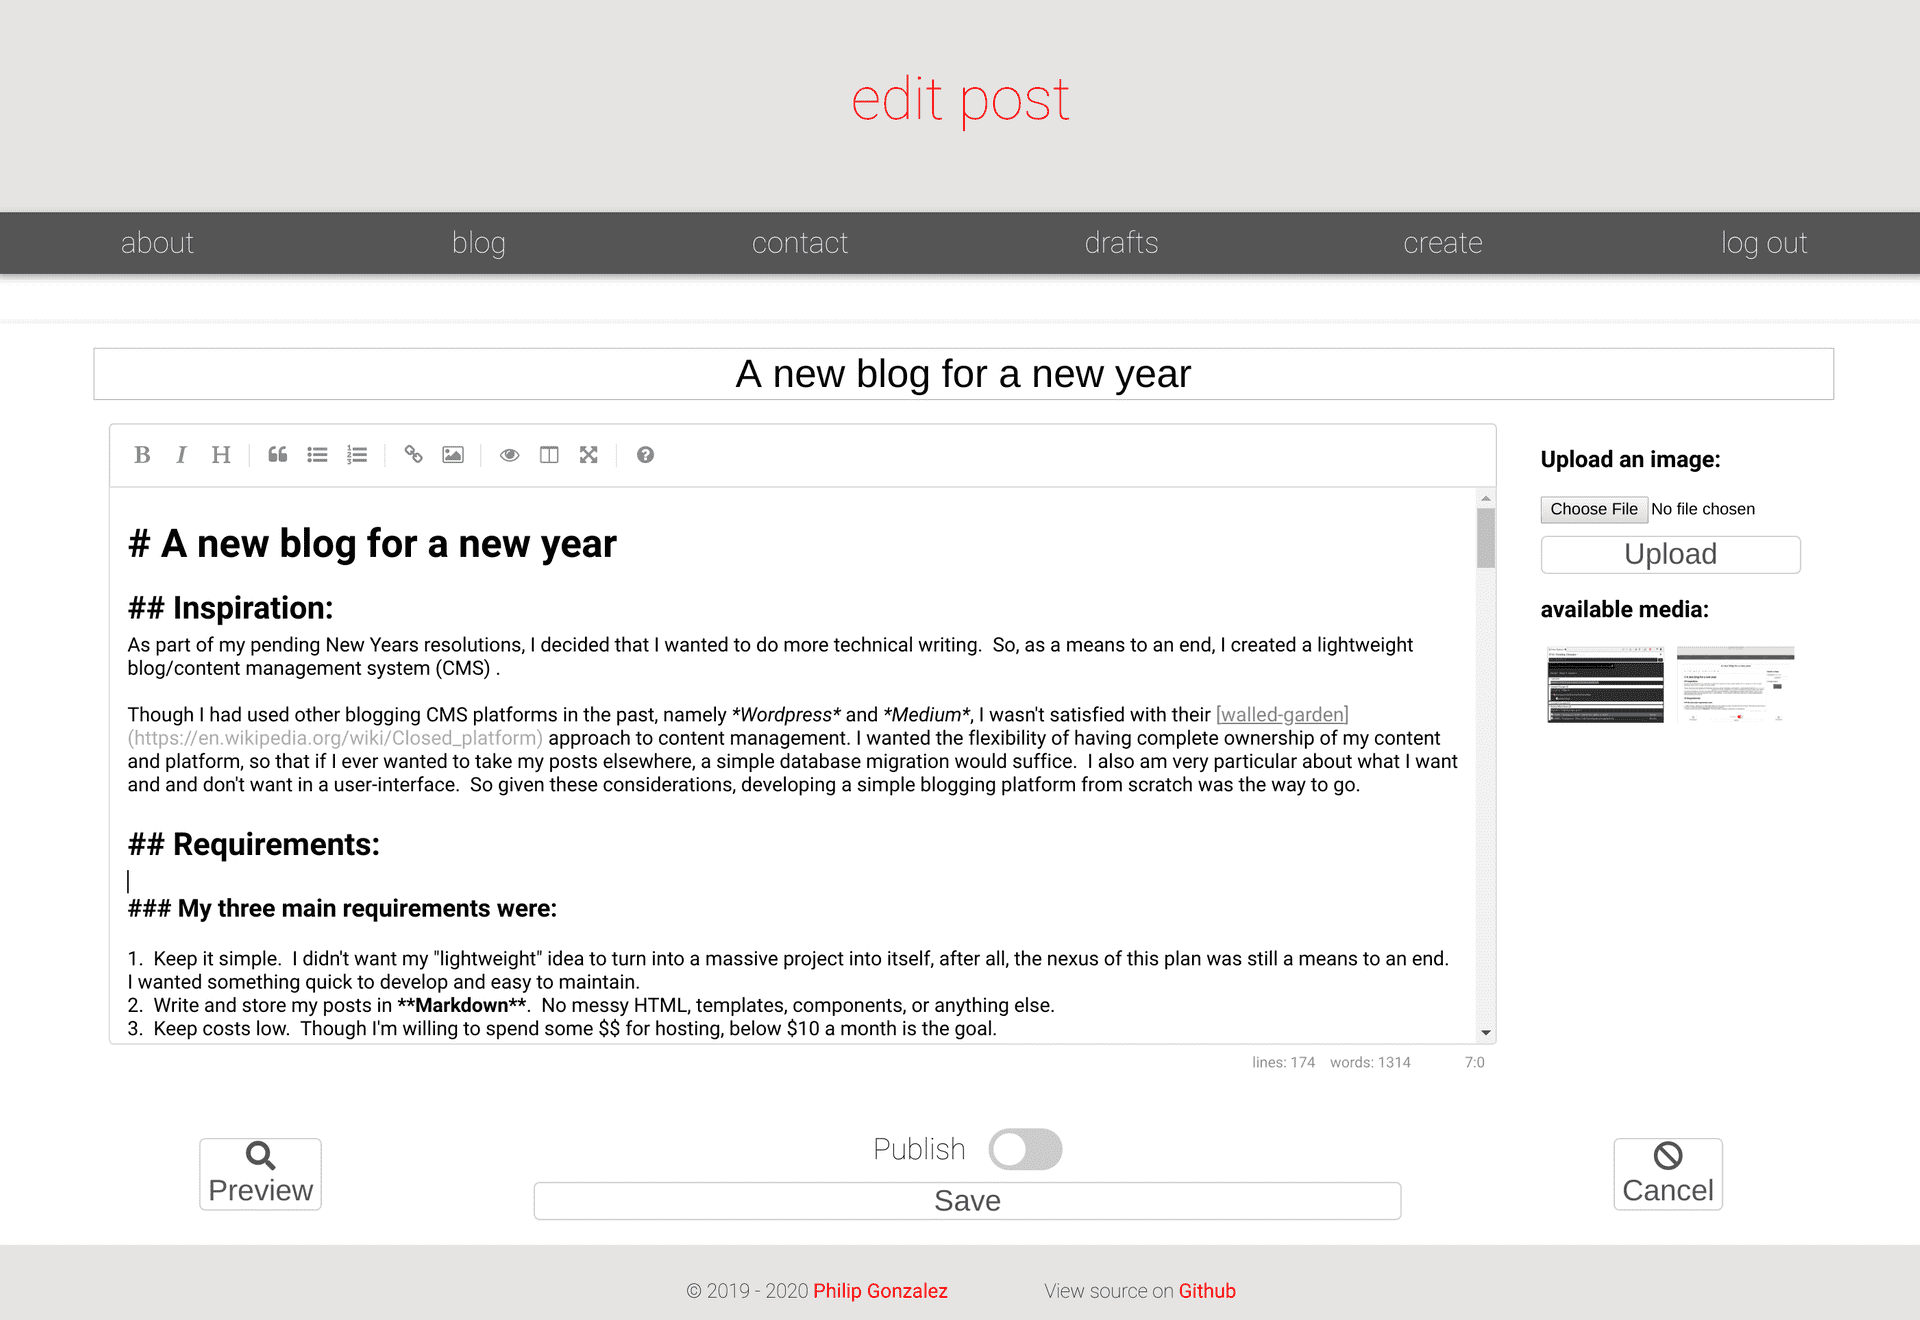 edit post
about blog contact drafts create log out
A new blog for a new year
B I H
# A new blog for a new year
## Inspiration:
As part of my pending New Years resolutions, I decided that I wanted to do more technical writing.  So, as a means to an end, I created a lightweight
blog/content management system (CMS) .
Though I had used other blogging CMS platforms in the past, namely *Wordpress* and *Medium*, I wasn't satisfied with their [walled-garden]
(https://en.wikipedia.org/wiki/Closed_platform) approach to content management. I wanted the flexibility of having complete ownership of my content
and platform, so that if I ever wanted to take my posts elsewhere, a simple database migration would suffice.  I also am very particular about what I want
and and don't want in a user-interface.  So given these considerations, developing a simple blogging platform from scratch was the way to go.
## Requirements:
### My three main requirements were:
1.  Keep it simple.  I didn't want my "lightweight" idea to turn into a massive project into itself, after all, the nexus of this plan was still a means to an end.
I wanted something quick to develop and easy to maintain.
2.  Write and store my posts in **Markdown**.  No messy HTML, templates, components, or anything else.
3.  Keep costs low.  Though I'm willing to spend some $$ for hosting, below $10 a month is the goal.
lines: 174 words: 1314 7:0
Upload an image:
Choose File No file chosen
Upload
available media:
Preview
Publish
Save
Cancel
© 2019 - 2020 Philip Gonzalez
View source on Github